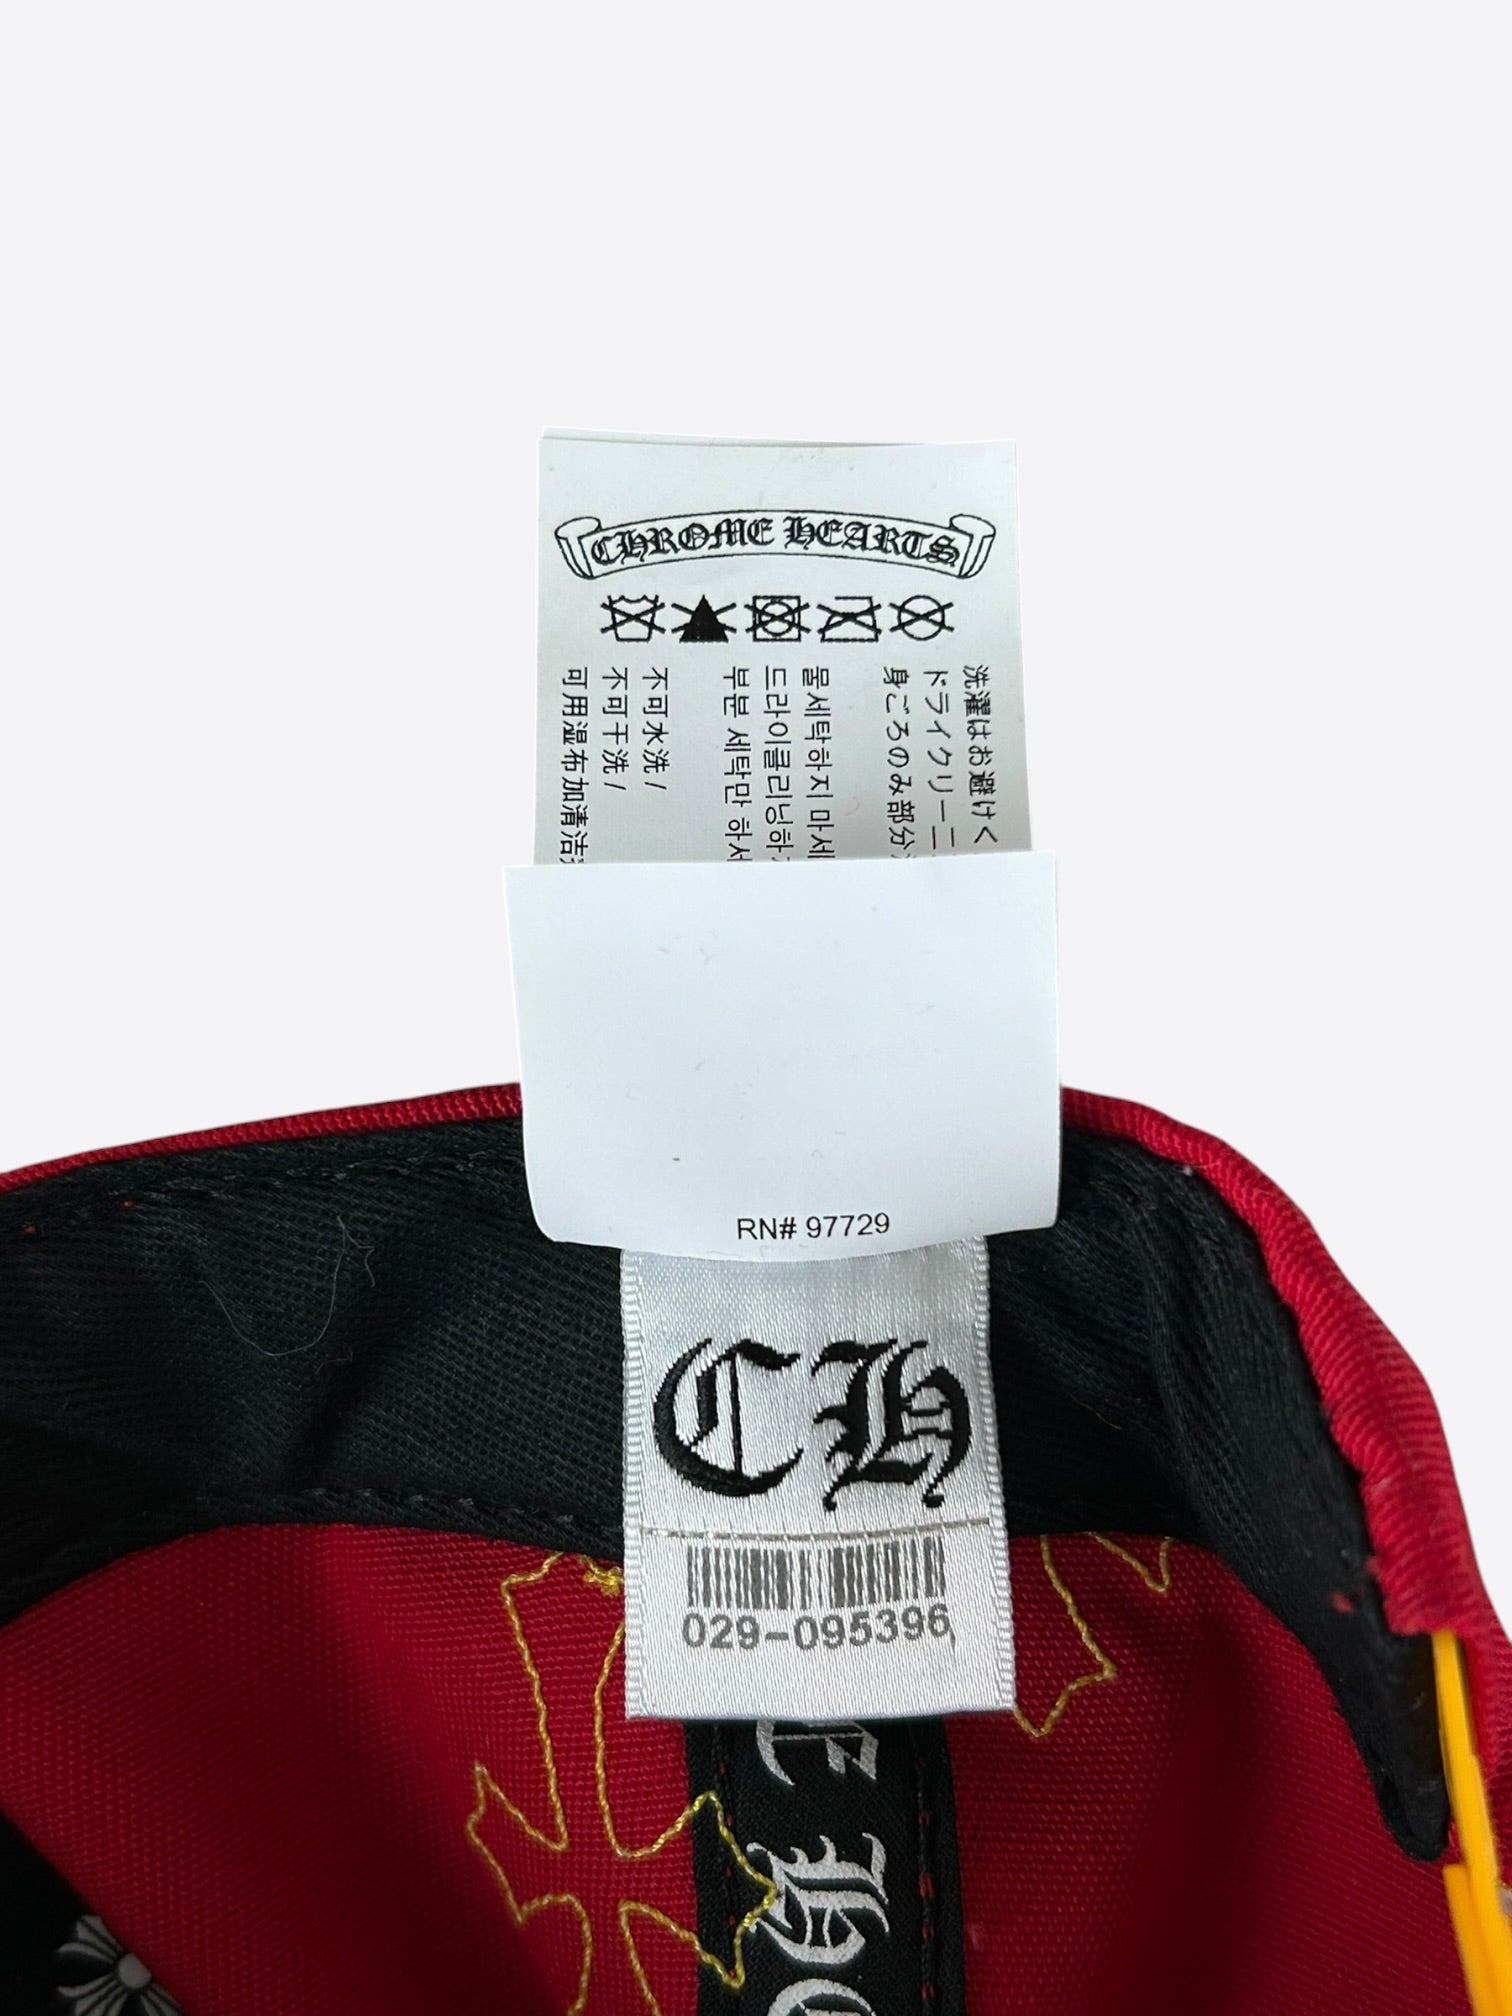 CHROME HEARTS
洗濯はお避けく
ドライクリーニ
身ごろのみ部分
물세탁하지 마세
드라이클리닝하
부분 세탁만 하
不可水洗/
不可干洗/
可用湿布加清洁
RN# 97729
CH
029-095396